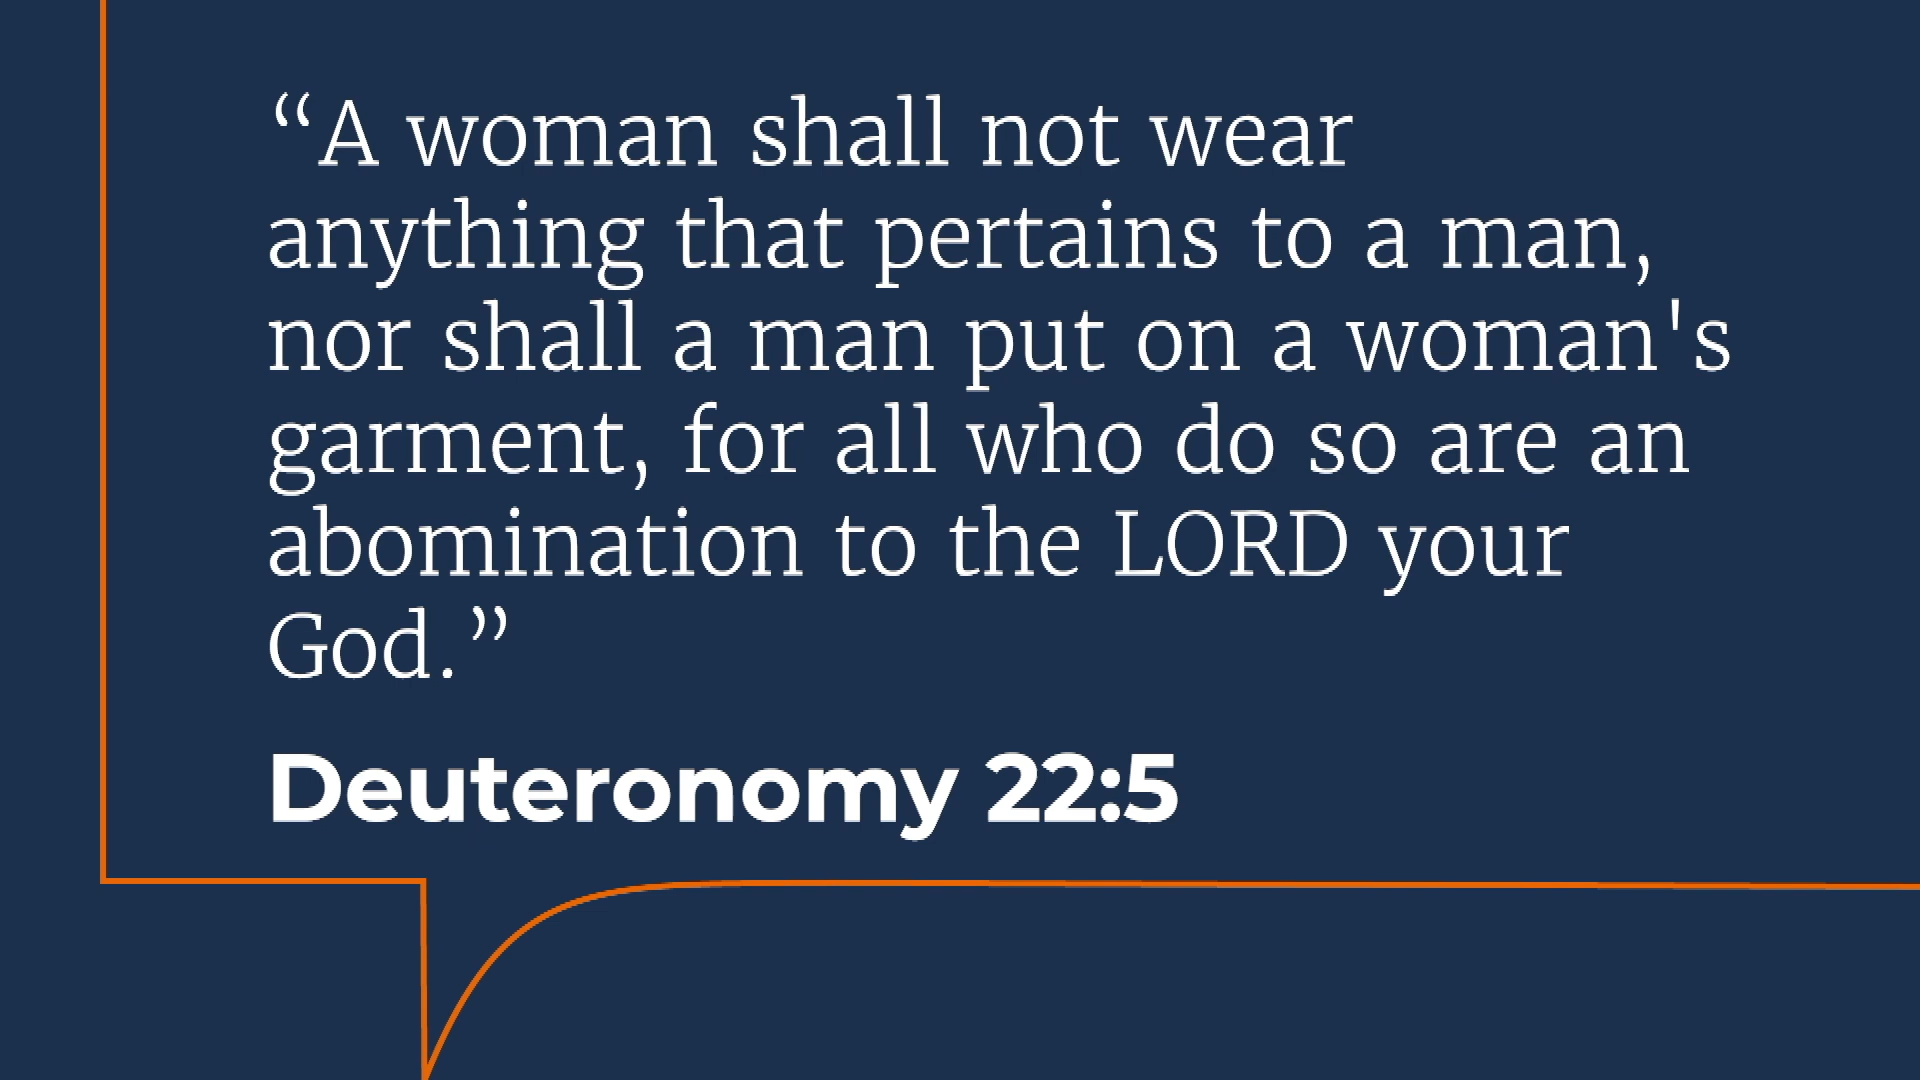 “A woman shall not wear
anything that pertains to a man,
nor shall a man put on a woman's
garment, for all who do so are an
abomination to the LORD your
God.”
Deuteronomy 22:5